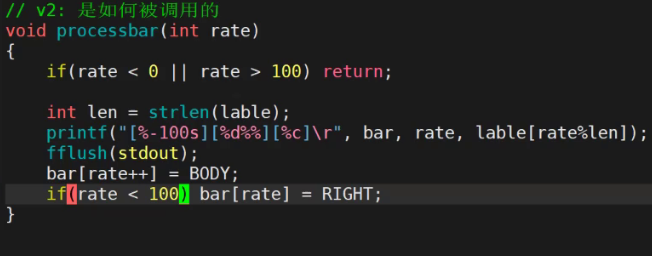 // v2: 是如何被调用的
void processbar(int rate)
{
    if(rate < 0 || rate > 100) return;
    int len = strlen(lable);
    printf("[%-100s][%d%%][%c]\r", bar, rate, lable[rate%len]);
    fflush(stdout);
    bar[rate++] = BODY;
    if(rate < 100) bar[rate] = RIGHT;
}